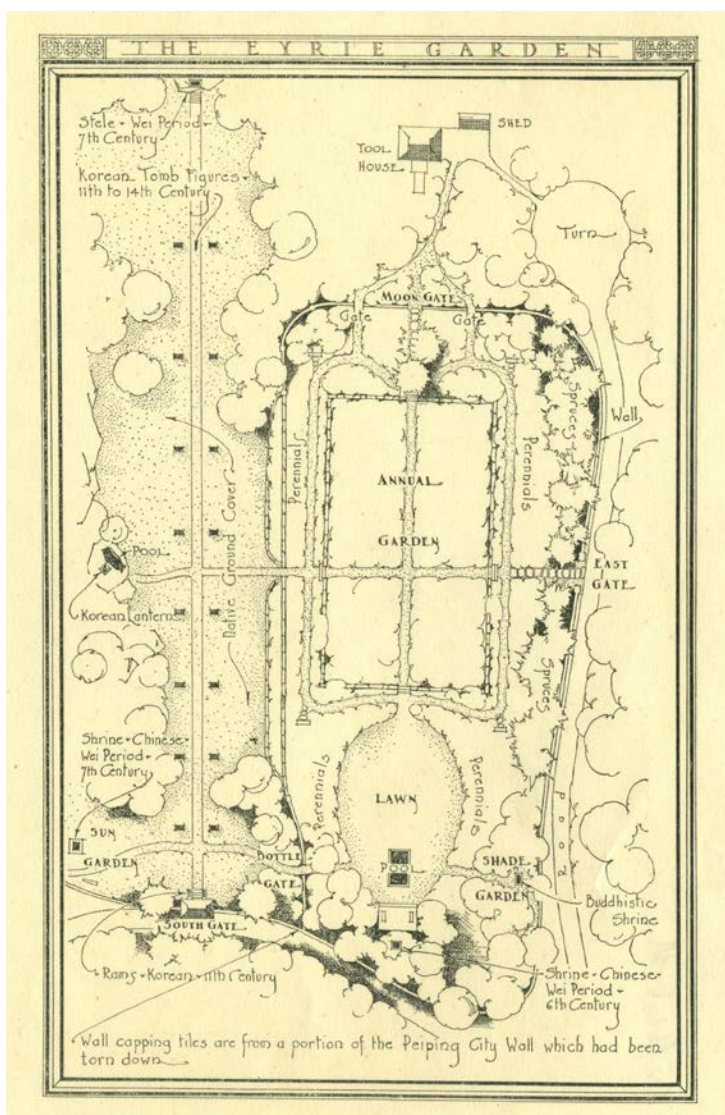 THE EYRIE GARDEN
Stele - Wei Period -
7th Century
Korean Tomb Figures -
11th to 14th Century
SHED
TOOL
HOUSE
Turn
MOON GATE
Gate
Gate
Spruces
Wall
Perennials
Perennials
ANNUAL
GARDEN
Native Ground Cover
POOL
EAST
GATE
Korean Lantern
Spruces
Shrine - Chinese -
Wei Period -
7th Century
Perennials
Perennials
LAWN
SUN
GARDEN
BOTTLE
GATE
POOL
SHADE
GARDEN
ROAD
Buddhistic
Shrine
SOUTH GATE
Rams - Korean - 11th Century
Shrine - Chinese -
Wei Period -
6th Century
Wall capping tiles are from a portion of the Peiping City Wall which had been
torn down